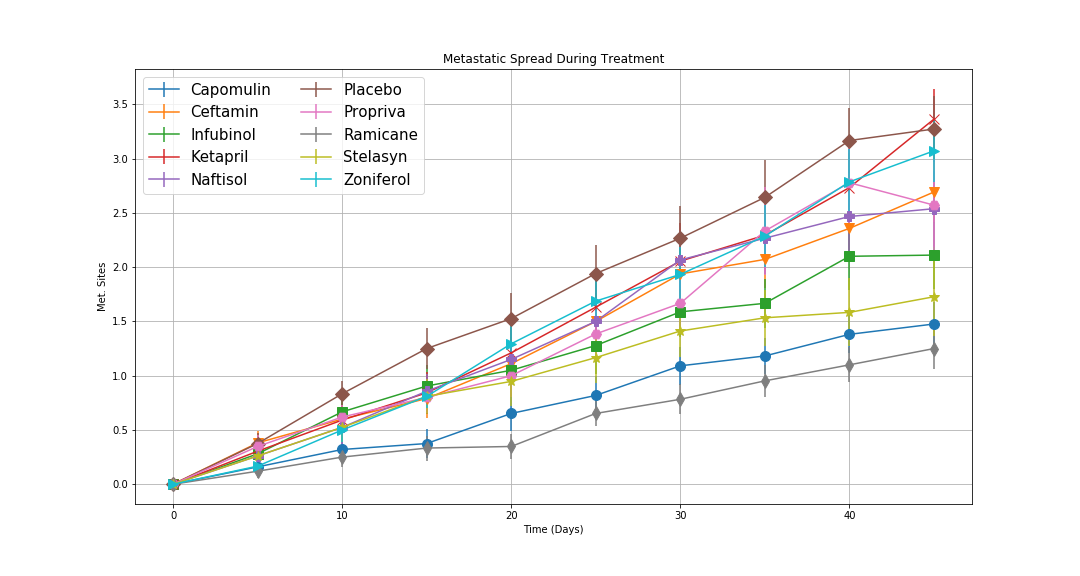 Metastatic Spread During Treatment
Capomulin
Ceftamin
Infubinol
Ketapril
Naftisol
Placebo
Propriva
Ramicane
Stelasyn
Zoniferol
3.5
3.0
2.5
2.0
1.5
1.0
0.5
0.0
Met. Sites
0 10 20 30 40
Time (Days)